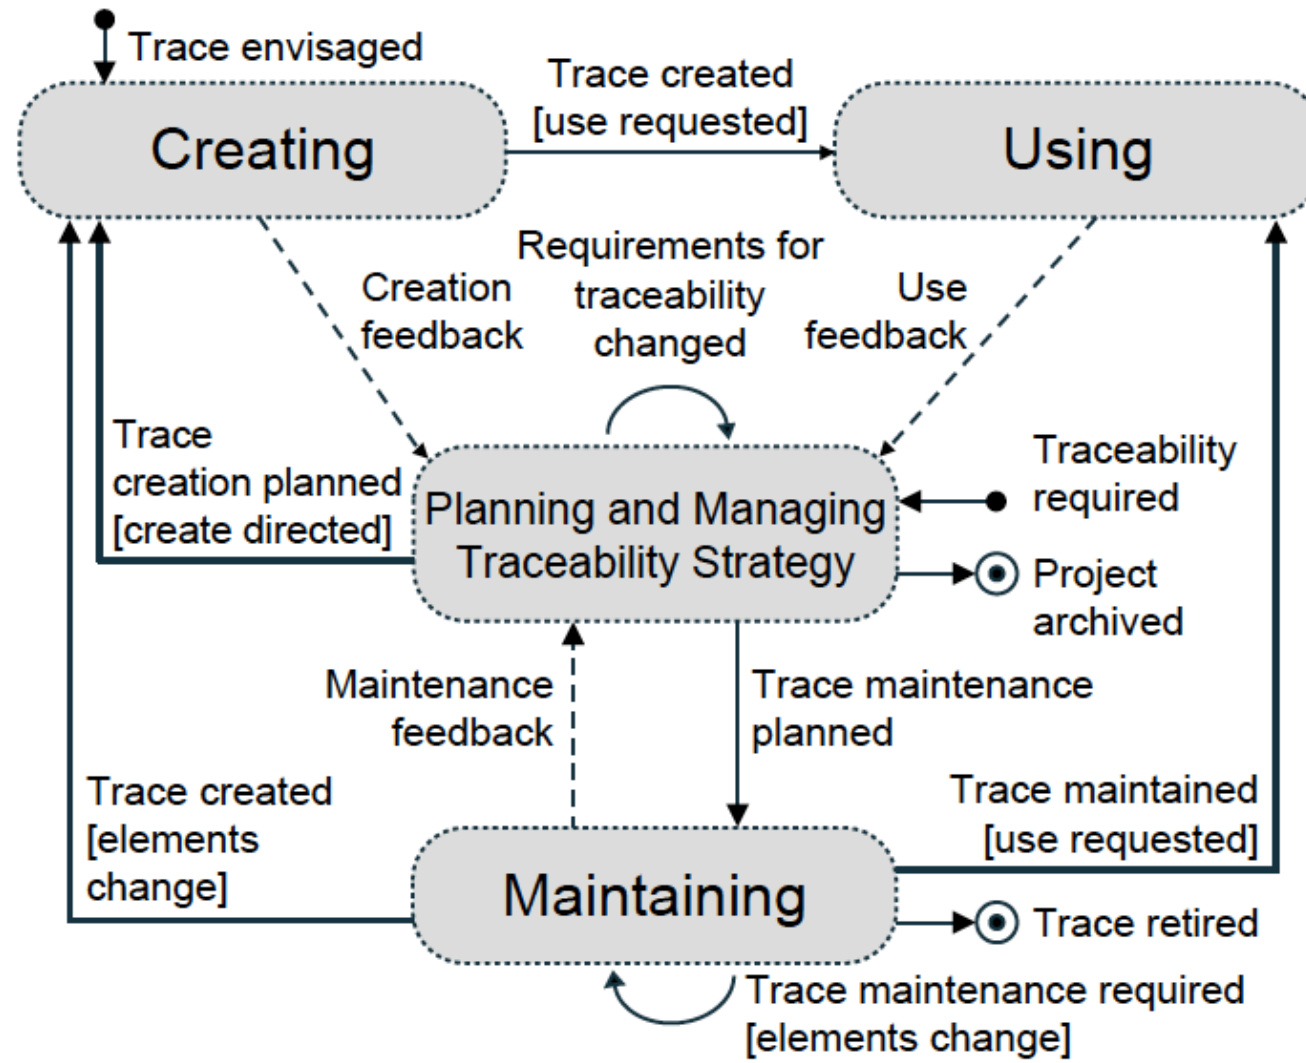 Trace envisaged
Trace created
[use requested]
Creating
Using
Requirements for
traceability
changed
Creation
feedback
Use
feedback
Trace
creation planned
[create directed]
Planning and Managing
Traceability Strategy
Traceability
required
Project
archived
Maintenance
feedback
Trace maintenance
planned
Trace created
[elements
change]
Trace maintained
[use requested]
Maintaining
Trace retired
Trace maintenance required
[elements change]